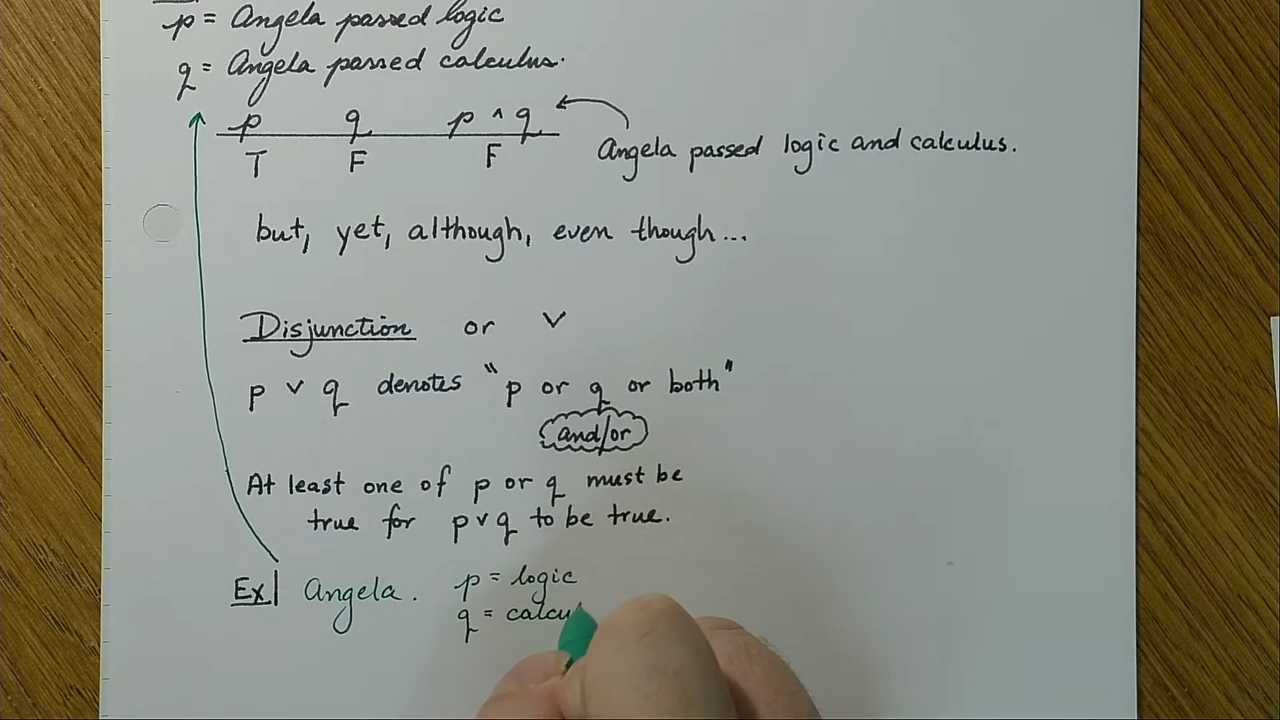 p = Angela passed logic
q = Angela passed calculus.
p q p ∧ q
T F F
Angela passed logic and calculus.
but, yet, although, even though...
Disjunction or ∨
p ∨ q denotes "p or q or both"
and/or
At least one of p or q must be
true for p ∨ q to be true.
Ex| Angela. p = logic
q = calcu